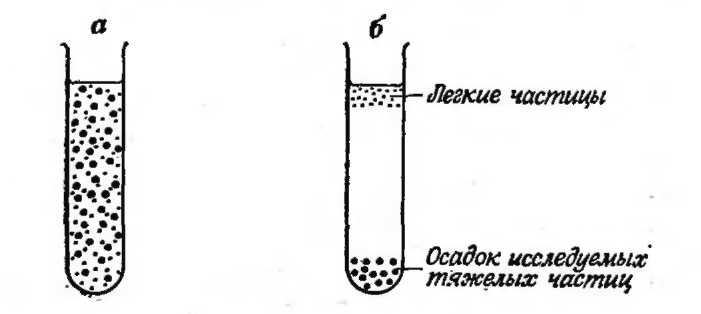 а
б
Легкие частицы
Осадок исследуемых
тяжелых частиц